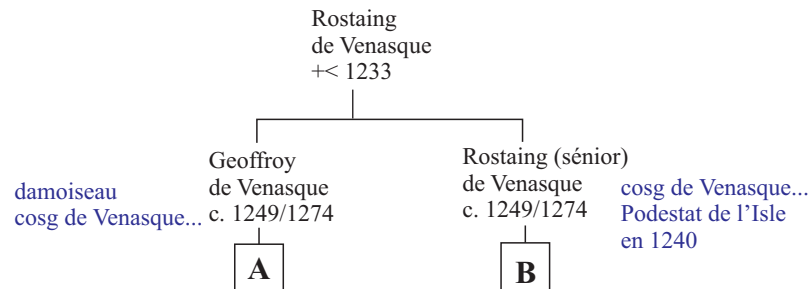 Rostaing
de Venasque
+< 1233
damoiseau
cosg de Venasque...
Geoffroy
de Venasque
c. 1249/1274
Rostaing (sénior)
de Venasque
c. 1249/1274
cosg de Venasque...
Podestat de l’Isle
en 1240
A
B